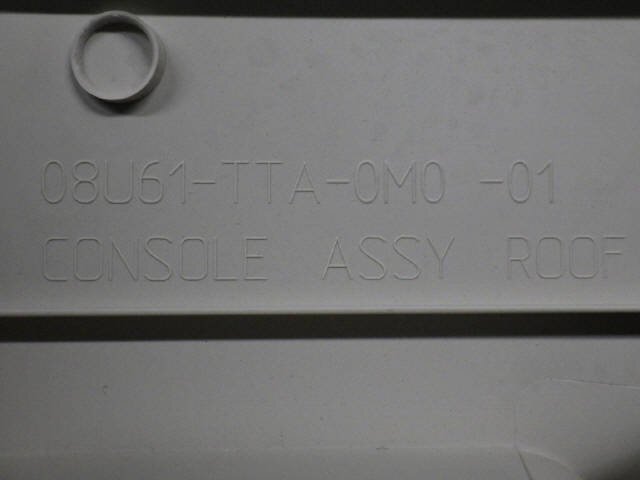 08U61-TTA-0M0 -01
CONSOLE ASSY ROOF